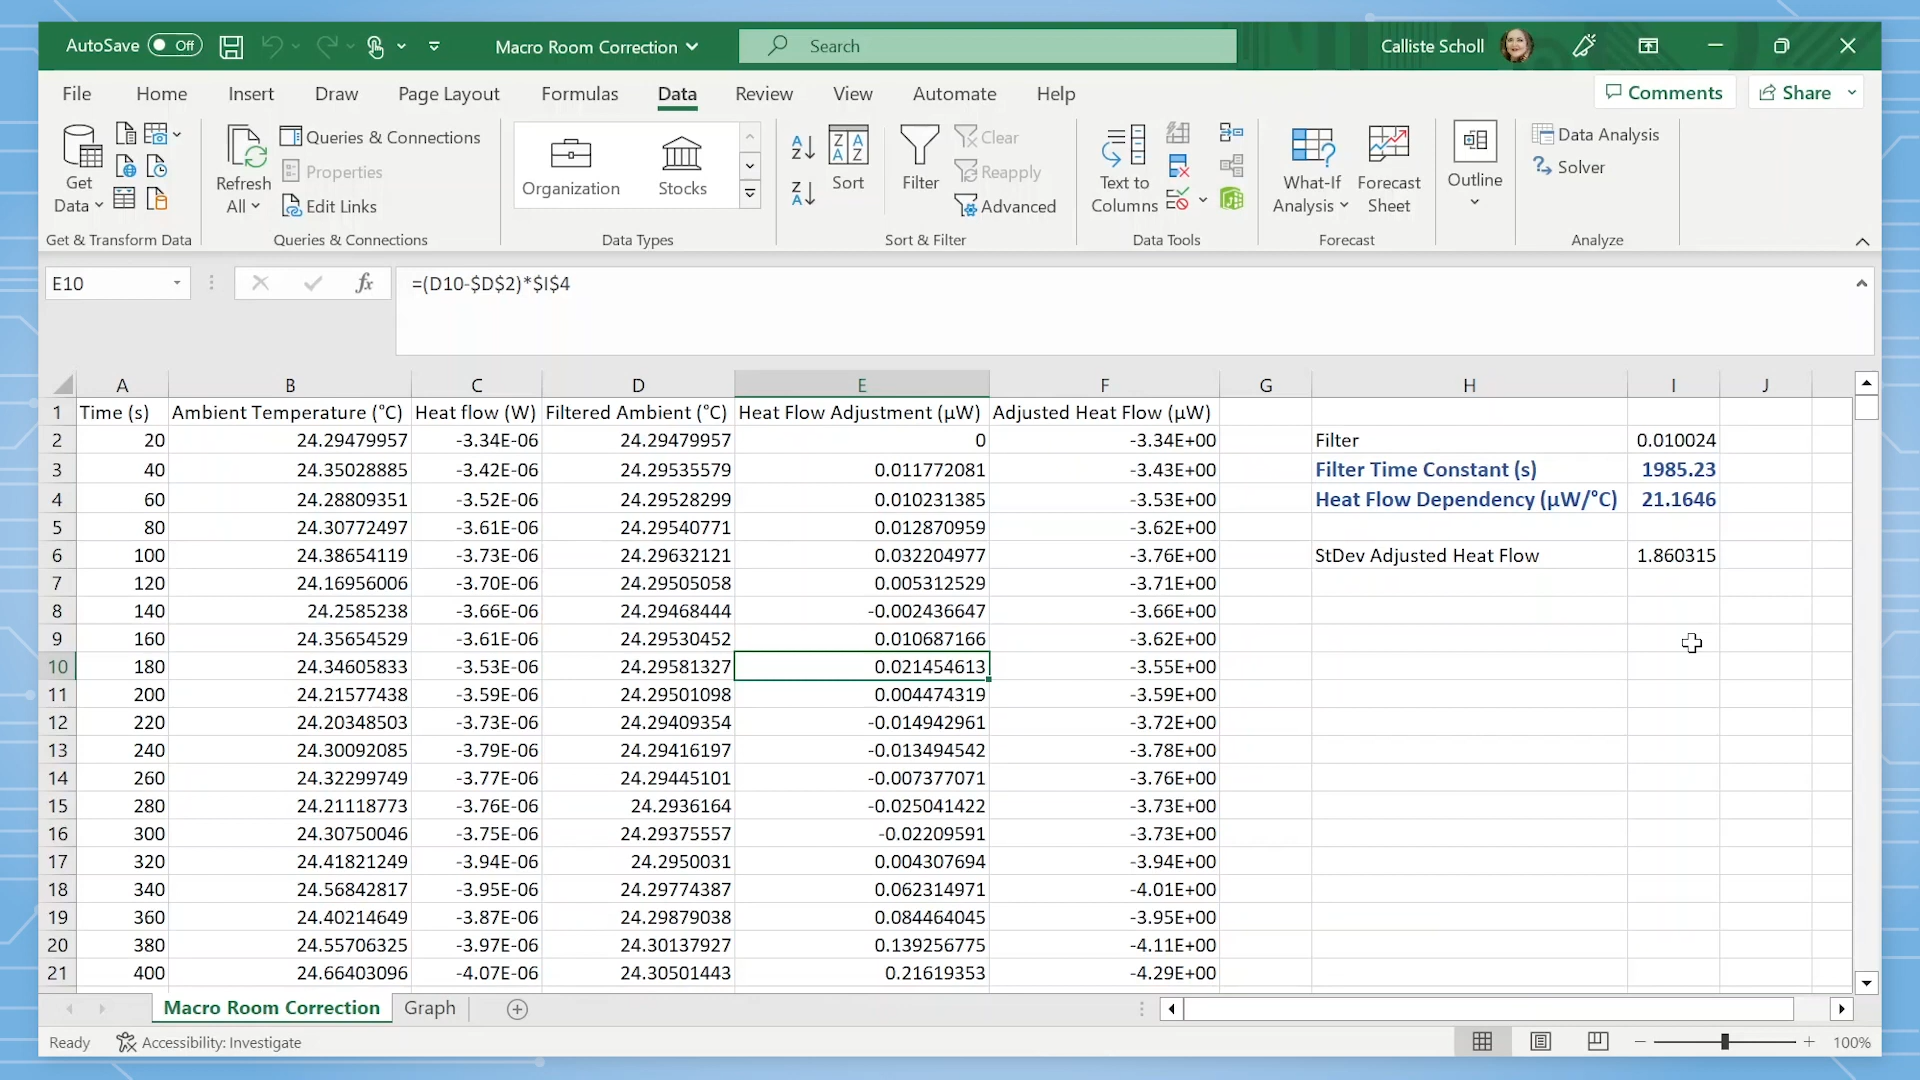 AutoSave Off Macro Room Correction Search Calliste Scholl
File Home Insert Draw Page Layout Formulas Data Review View Automate Help Comments Share
Get Data
Refresh All
Queries & Connections
Properties
Edit Links
Organization Stocks
Sort
Filter
Clear
Reapply
Advanced
Text to Columns
What-If Analysis
Forecast Sheet
Outline
Data Analysis
Solver
Get & Transform Data Queries & Connections Data Types Sort & Filter Data Tools Forecast Analyze
E10 fx =(D10-$D$2)*$I$4
A B C D E F G H I J
1 Time (s) Ambient Temperature (°C) Heat flow (W) Filtered Ambient (°C) Heat Flow Adjustment (µW) Adjusted Heat Flow (µW)
2 20 24.29479957 -3.34E-06 24.29479957 0 -3.34E+00 Filter 0.010024
3 40 24.35028885 -3.42E-06 24.29535579 0.011772081 -3.43E+00 Filter Time Constant (s) 1985.23
4 60 24.28809351 -3.52E-06 24.29528299 0.010231385 -3.53E+00 Heat Flow Dependency (µW/°C) 21.1646
5 80 24.30772497 -3.61E-06 24.29540771 0.012870959 -3.62E+00
6 100 24.38654119 -3.73E-06 24.29632121 0.032204977 -3.76E+00 StDev Adjusted Heat Flow 1.860315
7 120 24.16956006 -3.70E-06 24.29505058 0.005312529 -3.71E+00
8 140 24.2585238 -3.66E-06 24.29468444 -0.002436647 -3.66E+00
9 160 24.35654529 -3.61E-06 24.29530452 0.010687166 -3.62E+00
10 180 24.34605833 -3.53E-06 24.29581327 0.021454613 -3.55E+00
11 200 24.21577438 -3.59E-06 24.29501098 0.004474319 -3.59E+00
12 220 24.20348503 -3.73E-06 24.29409354 -0.014942961 -3.72E+00
13 240 24.30092085 -3.79E-06 24.29416197 -0.013494542 -3.78E+00
14 260 24.32299749 -3.77E-06 24.29445101 -0.007377071 -3.76E+00
15 280 24.21118773 -3.76E-06 24.2936164 -0.025041422 -3.73E+00
16 300 24.30750046 -3.75E-06 24.29375557 -0.02209591 -3.73E+00
17 320 24.41821249 -3.94E-06 24.2950031 0.004307694 -3.94E+00
18 340 24.56842817 -3.95E-06 24.29774387 0.062314971 -4.01E+00
19 360 24.40214649 -3.87E-06 24.29879038 0.084464045 -3.95E+00
20 380 24.55706325 -3.97E-06 24.30137927 0.139256775 -4.11E+00
21 400 24.66403096 -4.07E-06 24.30501443 0.21619353 -4.29E+00
Macro Room Correction Graph
Ready Accessibility: Investigate 100%